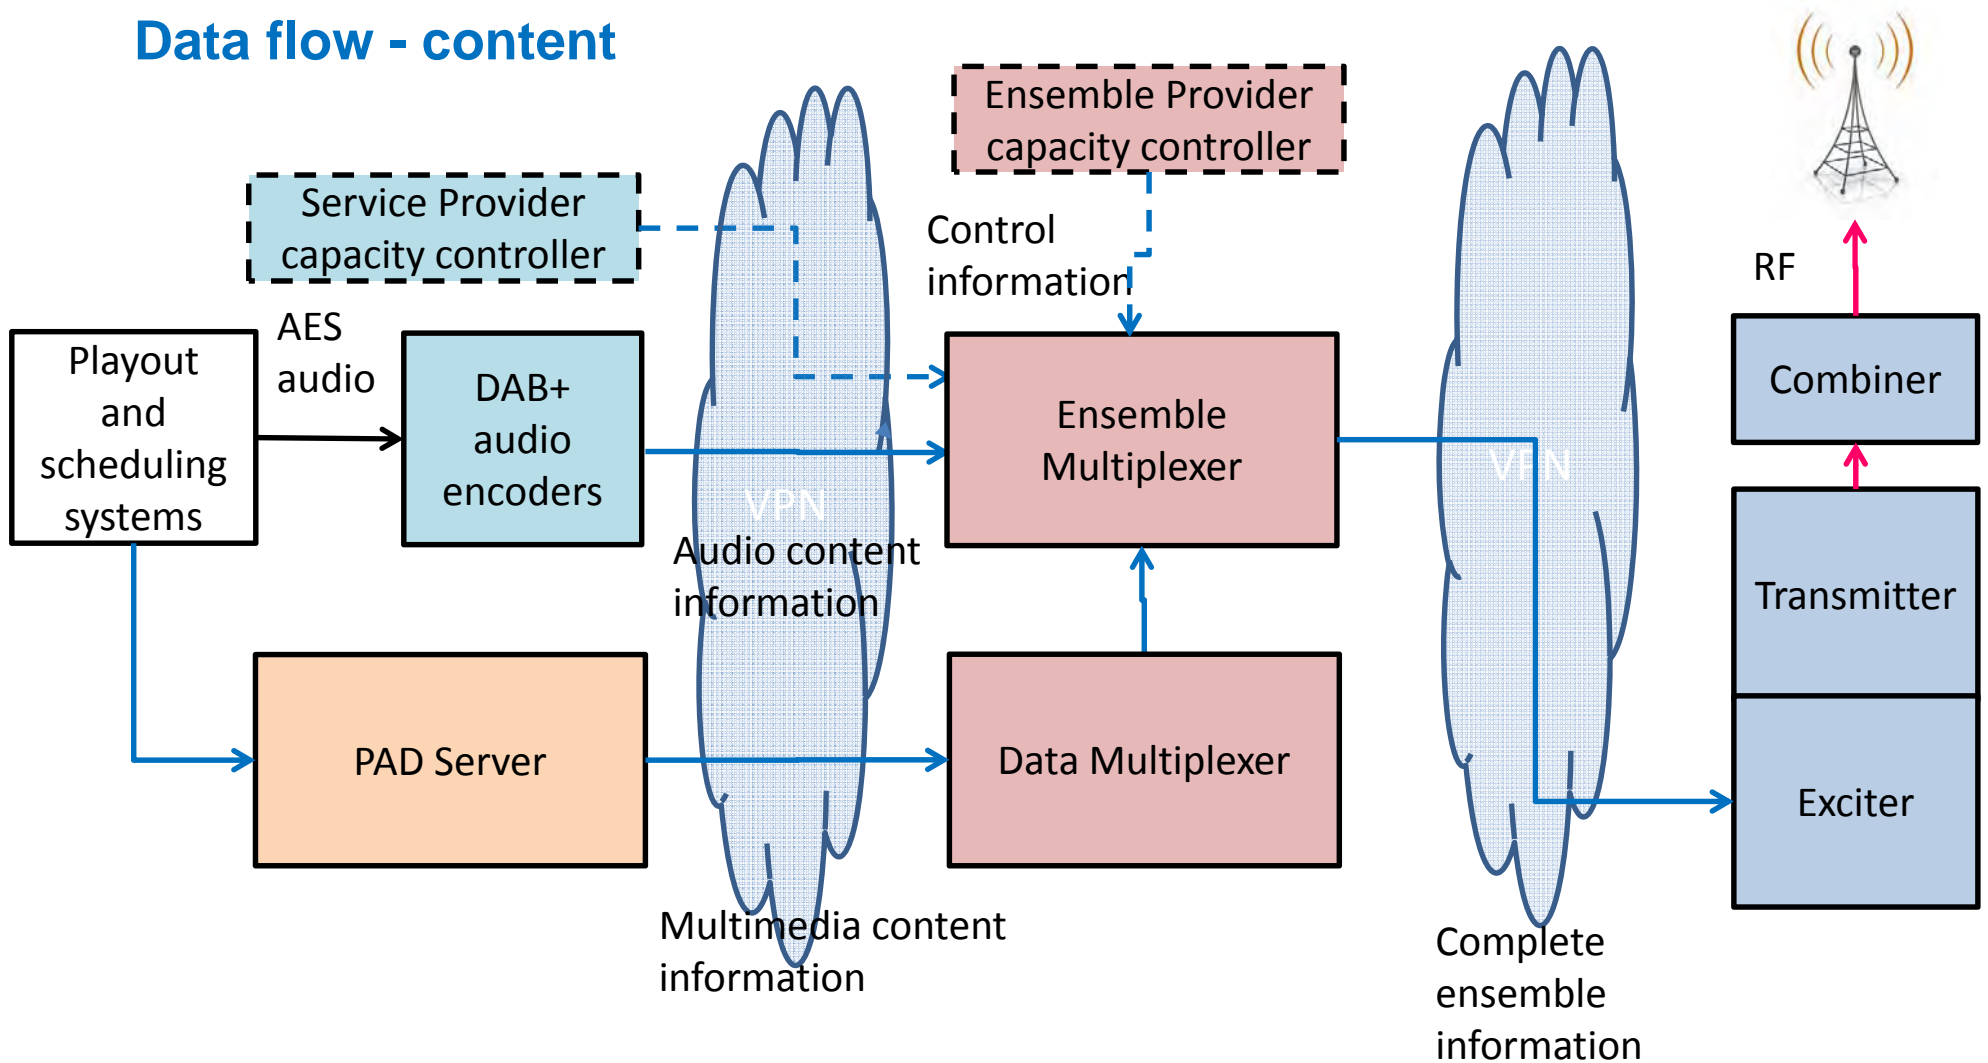 Data flow - content
Ensemble Provider
capacity controller
Service Provider
capacity controller
Control
information
RF
AES
audio
Playout
and
scheduling
systems
DAB+
audio
encoders
Ensemble
Multiplexer
Combiner
VPN
VPN
Audio content
information
Transmitter
PAD Server
Data Multiplexer
Exciter
Multimedia content
information
Complete
ensemble
information